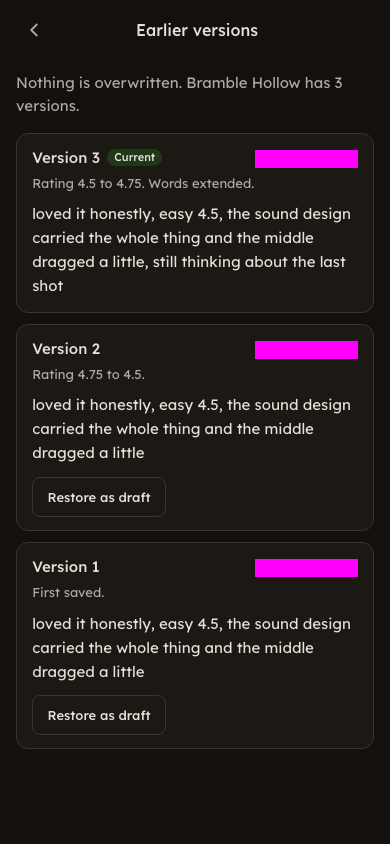 Earlier versions
Nothing is overwritten. Bramble Hollow has 3
versions.
Version 3 Current
Rating 4.5 to 4.75. Words extended.
loved it honestly, easy 4.5, the sound design
carried the whole thing and the middle
dragged a little, still thinking about the last
shot
Version 2
Rating 4.75 to 4.5.
loved it honestly, easy 4.5, the sound design
carried the whole thing and the middle
dragged a little
Restore as draft
Version 1
First saved.
loved it honestly, easy 4.5, the sound design
carried the whole thing and the middle
dragged a little
Restore as draft